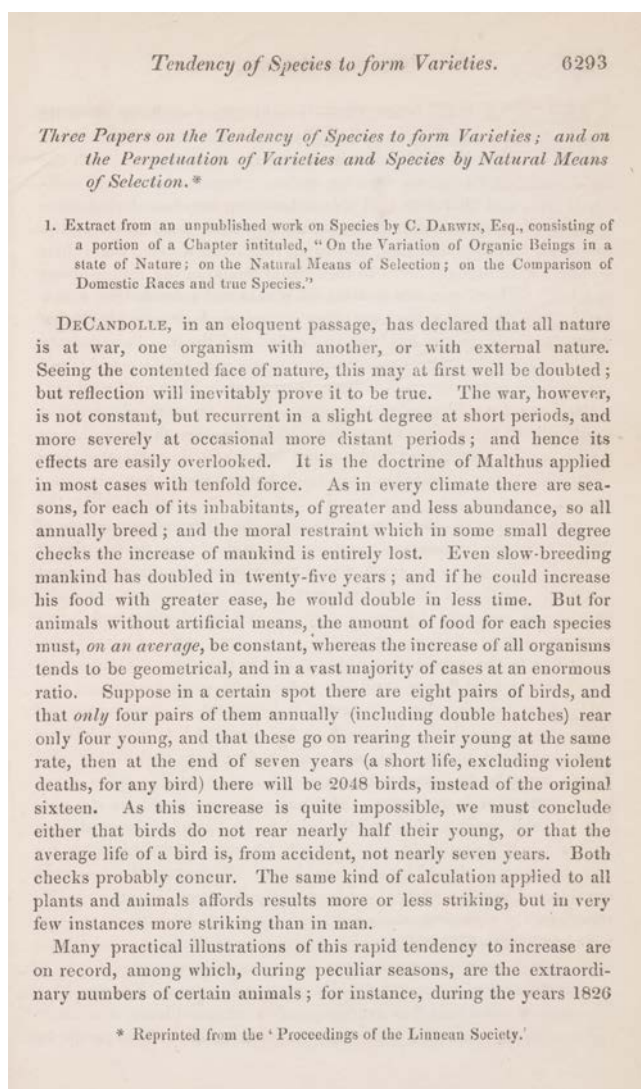 Tendency of Species to form Varieties. 6293
Three Papers on the Tendency of Species to form Varieties; and on
the Perpetuation of Varieties and Species by Natural Means
of Selection.*
1. Extract from an unpublished work on Species by C. DARWIN, Esq., consisting of
a portion of a Chapter intituled, “On the Variation of Organic Beings in a
state of Nature; on the Natural Means of Selection; on the Comparison of
Domestic Races and true Species.”
DECANDOLLE, in an eloquent passage, has declared that all nature
is at war, one organism with another, or with external nature.
Seeing the contented face of nature, this may at first well be doubted;
but reflection will inevitably prove it to be true. The war, however,
is not constant, but recurrent in a slight degree at short periods, and
more severely at occasional more distant periods; and hence its
effects are easily overlooked. It is the doctrine of Malthus applied
in most cases with tenfold force. As in every climate there are sea-
sons, for each of its inhabitants, of greater and less abundance, so all
annually breed; and the moral restraint which in some small degree
checks the increase of mankind is entirely lost. Even slow-breeding
mankind has doubled in twenty-five years; and if he could increase
his food with greater ease, he would double in less time. But for
animals without artificial means, the amount of food for each species
must, on an average, be constant, whereas the increase of all organisms
tends to be geometrical, and in a vast majority of cases at an enormous
ratio. Suppose in a certain spot there are eight pairs of birds, and
that only four pairs of them annually (including double hatches) rear
only four young, and that these go on rearing their young at the same
rate, then at the end of seven years (a short life, excluding violent
deaths, for any bird) there will be 2048 birds, instead of the original
sixteen. As this increase is quite impossible, we must conclude
either that birds do not rear nearly half their young, or that the
average life of a bird is, from accident, not nearly seven years. Both
checks probably concur. The same kind of calculation applied to all
plants and animals affords results more or less striking, but in very
few instances more striking than in man.
Many practical illustrations of this rapid tendency to increase are
on record, among which, during peculiar seasons, are the extraordi-
nary numbers of certain animals; for instance, during the years 1826
* Reprinted from the ‘Proceedings of the Linnean Society.’